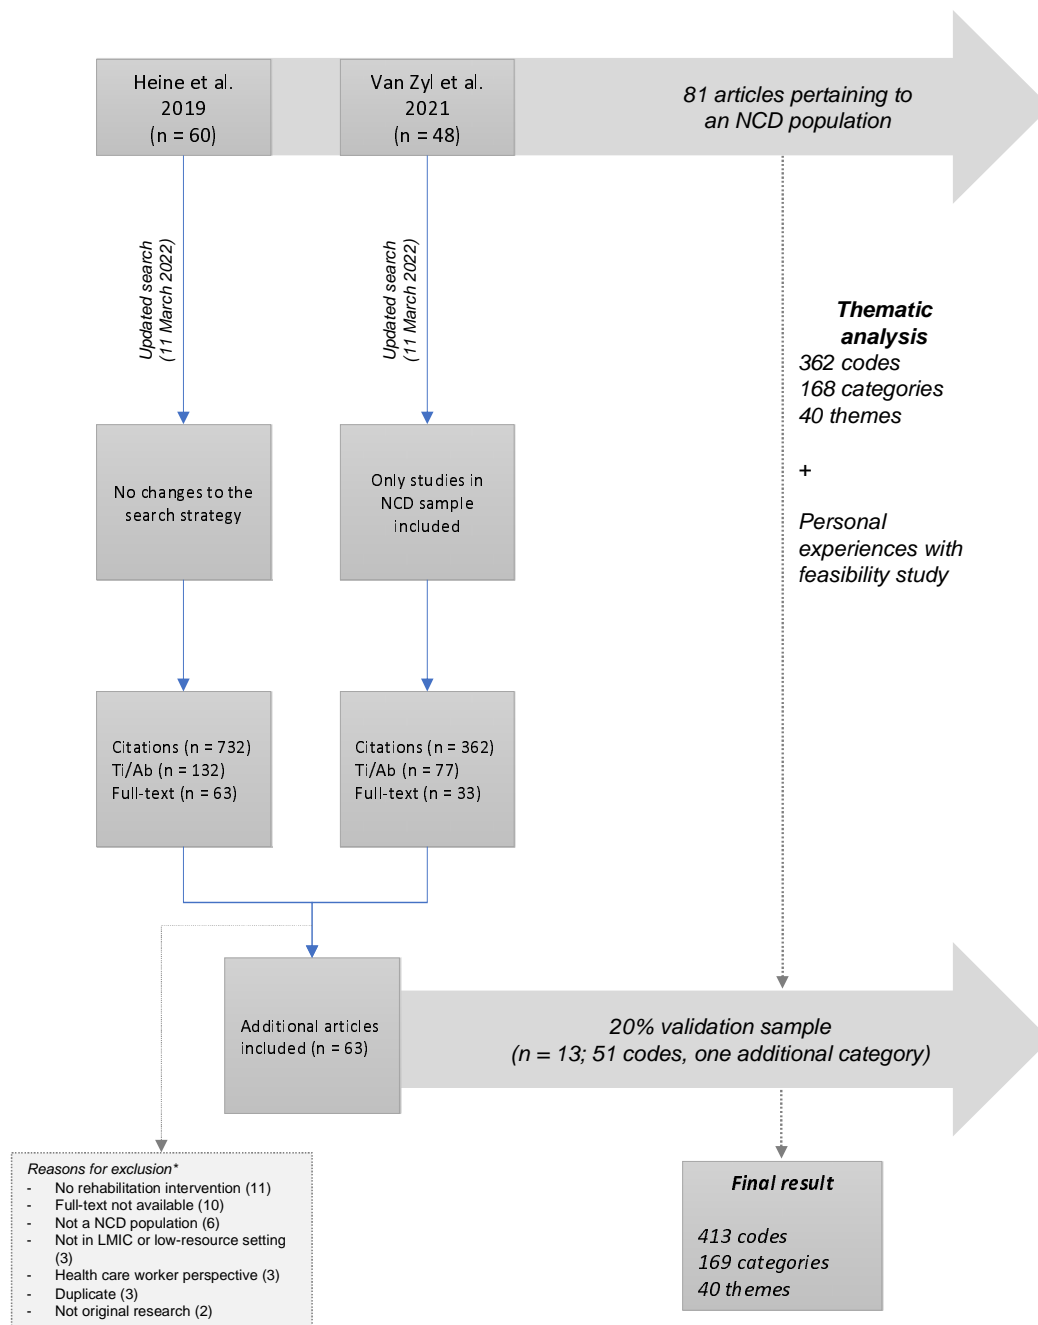 Heine et al.
2019
(n = 60)
Van Zyl et al.
2021
(n = 48)
81 articles pertaining to
an NCD population
Updated search
(11 March 2022)
Updated search
(11 March 2022)
Thematic
analysis
362 codes
168 categories
40 themes
+
Personal
experiences with
feasibility study
No changes to the
search strategy
Only studies in
NCD sample
included
Citations (n = 732)
Ti/Ab (n = 132)
Full-text (n = 63)
Citations (n = 362)
Ti/Ab (n = 77)
Full-text (n = 33)
Additional articles
included (n = 63)
20% validation sample
(n = 13; 51 codes, one additional category)
Reasons for exclusion*
- No rehabilitation intervention (11)
- Full-text not available (10)
- Not a NCD population (6)
- Not in LMIC or low-resource setting
(3)
- Health care worker perspective (3)
- Duplicate (3)
- Not original research (2)
Final result
413 codes
169 categories
40 themes